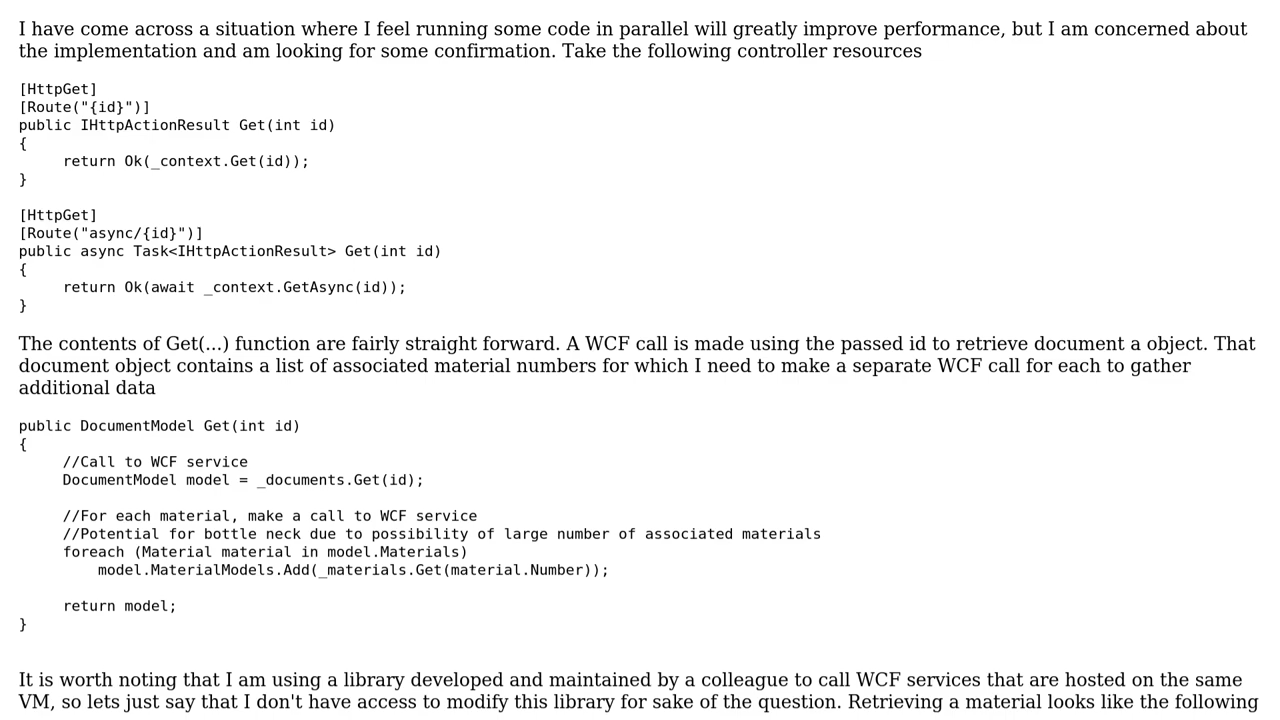 I have come across a situation where I feel running some code in parallel will greatly improve performance, but I am concerned about
the implementation and am looking for some confirmation. Take the following controller resources
[HttpGet]
[Route("{id}")]
public IHttpActionResult Get(int id)
{
     return Ok(_context.Get(id));
}
[HttpGet]
[Route("async/{id}")]
public async Task<IHttpActionResult> Get(int id)
{
     return Ok(await _context.GetAsync(id));
}
The contents of Get(...) function are fairly straight forward. A WCF call is made using the passed id to retrieve document a object. That
document object contains a list of associated material numbers for which I need to make a separate WCF call for each to gather
additional data
public DocumentModel Get(int id)
{
     //Call to WCF service
     DocumentModel model = _documents.Get(id);
     //For each material, make a call to WCF service
     //Potential for bottle neck due to possibility of large number of associated materials
     foreach (Material material in model.Materials)
         model.MaterialModels.Add(_materials.Get(material.Number));
     return model;
}
It is worth noting that I am using a library developed and maintained by a colleague to call WCF services that are hosted on the same
VM, so lets just say that I don't have access to modify this library for sake of the question. Retrieving a material looks like the following